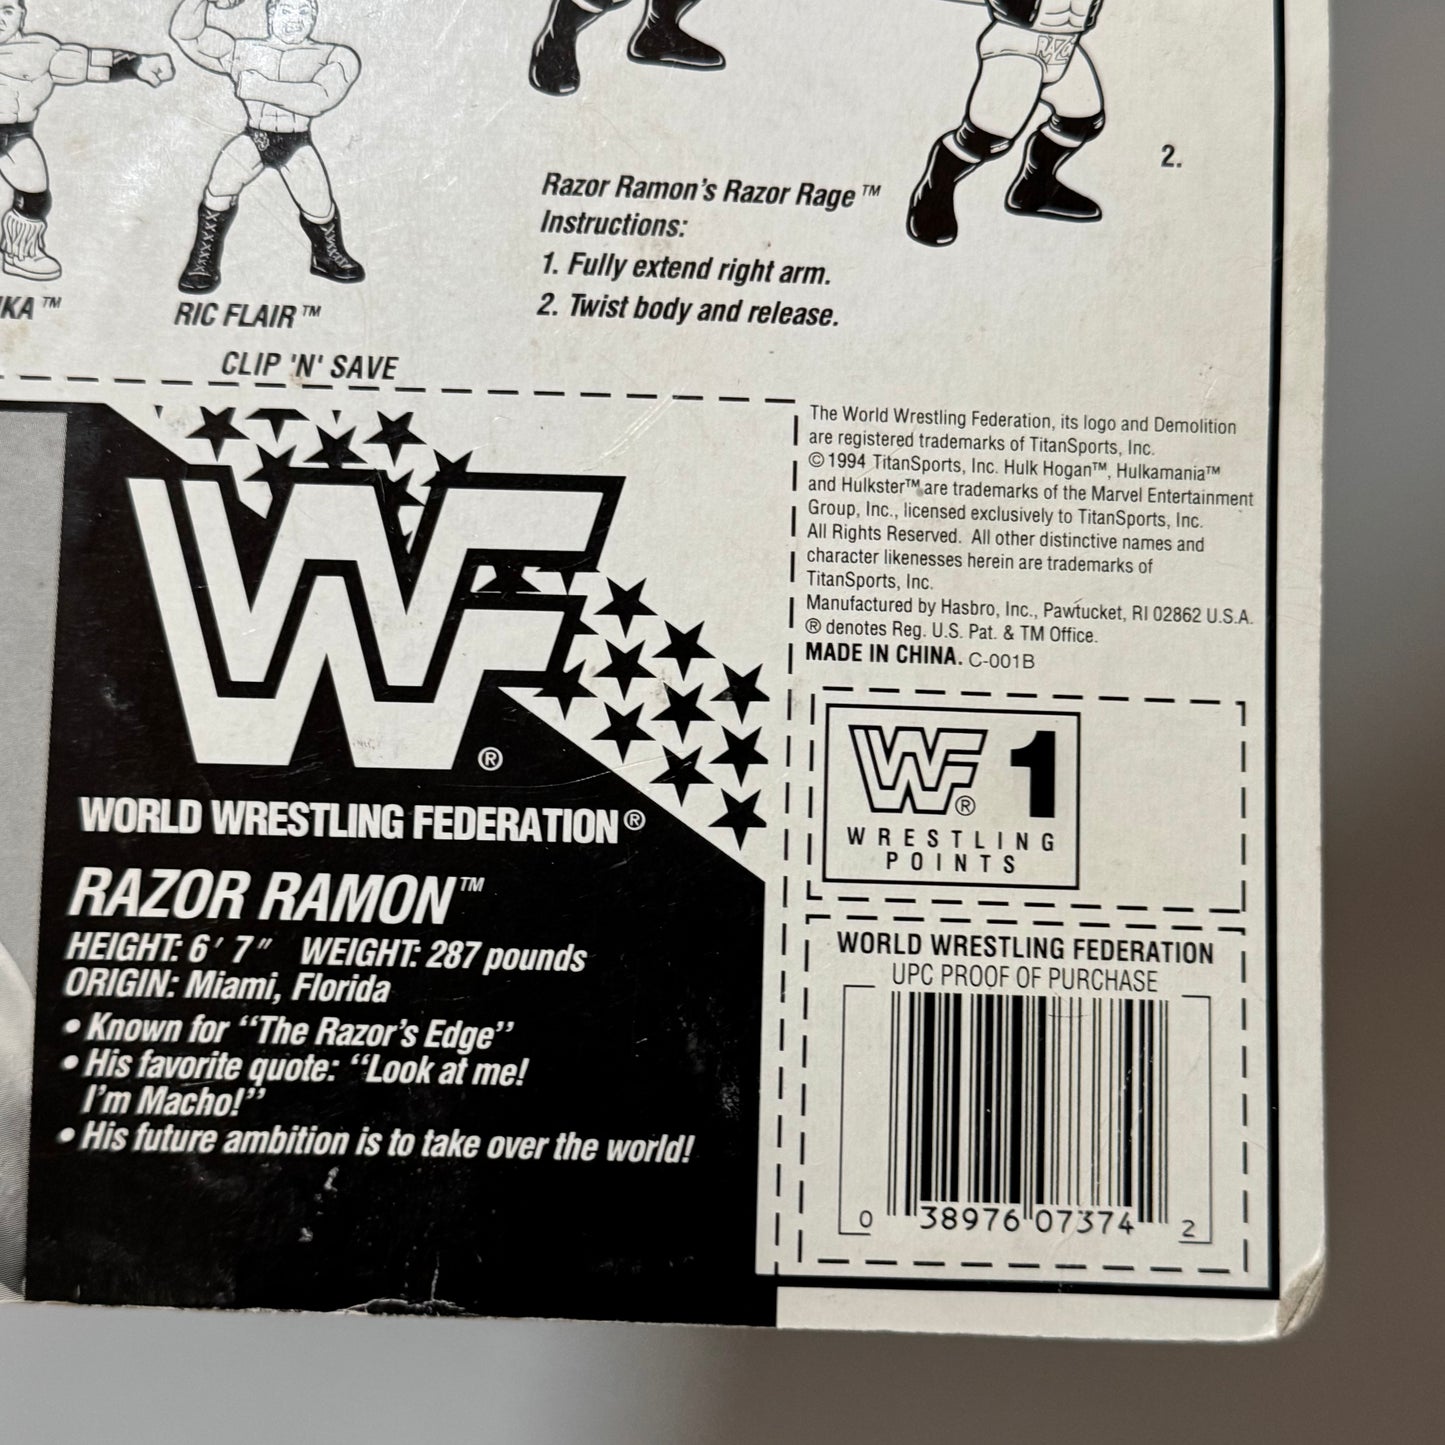 RAZ
2.
Razor Ramon's Razor Rage™
Instructions:
1. Fully extend right arm.
2. Twist body and release.
KA™
RIC FLAIR™
CLIP 'N' SAVE
The World Wrestling Federation, its logo and Demolition
are registered trademarks of TitanSports, Inc.
©1994 TitanSports, Inc. Hulk Hogan™, Hulkamania™
and Hulkster™ are trademarks of the Marvel Entertainment
Group, Inc., licensed exclusively to TitanSports, Inc.
All Rights Reserved. All other distinctive names and
character likenesses herein are trademarks of
TitanSports, Inc.
Manufactured by Hasbro, Inc., Pawtucket, RI 02862 U.S.A.
® denotes Reg. U.S. Pat. & TM Office.
MADE IN CHINA. C-001B
WF®
WORLD WRESTLING FEDERATION®
RAZOR RAMON™
HEIGHT: 6' 7" WEIGHT: 287 pounds
ORIGIN: Miami, Florida
• Known for "The Razor's Edge"
• His favorite quote: "Look at me!
I'm Macho!"
• His future ambition is to take over the world!
WF® 1
WRESTLING
POINTS
WORLD WRESTLING FEDERATION
UPC PROOF OF PURCHASE
0 38976 07374 2